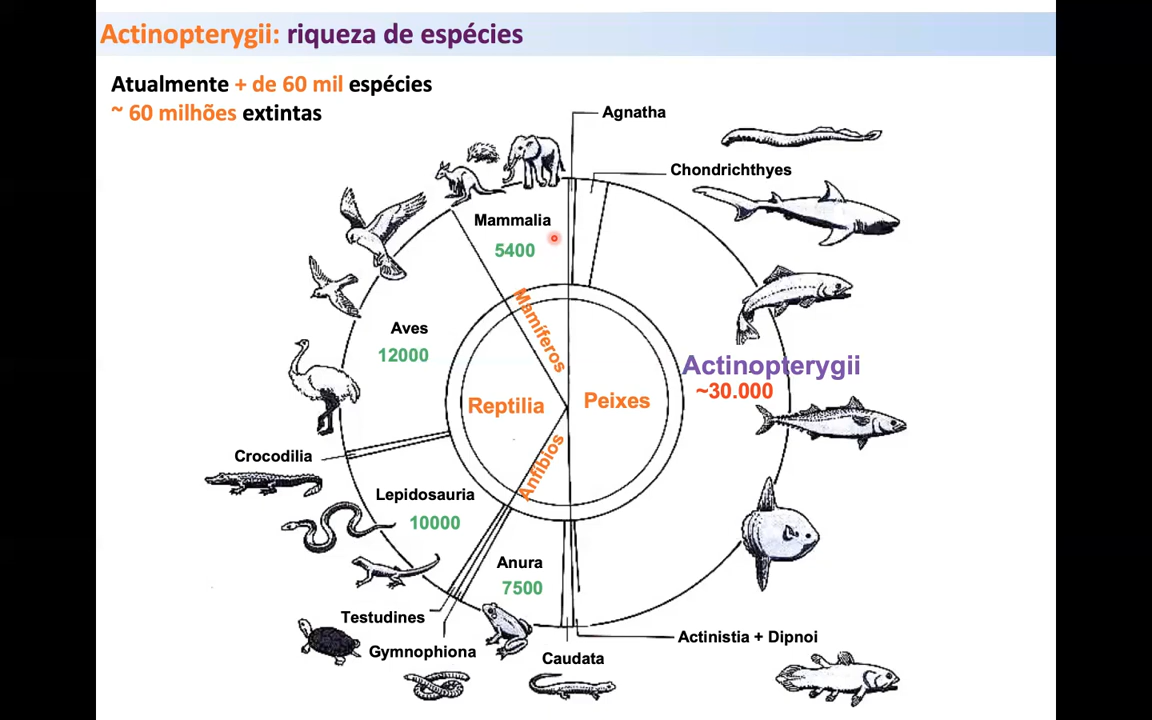 Actinopterygii: riqueza de espécies
Atualmente + de 60 mil espécies
~ 60 milhões extintas
Agnatha
Chondrichthyes
Mammalia
5400
Mamíferos
Aves
12000
Actinopterygii
~30.000
Reptilia
Peixes
Anfibios
Crocodilia
Lepidosauria
10000
Anura
7500
Testudines
Gymnophiona
Caudata
Actinistia + Dipnoi